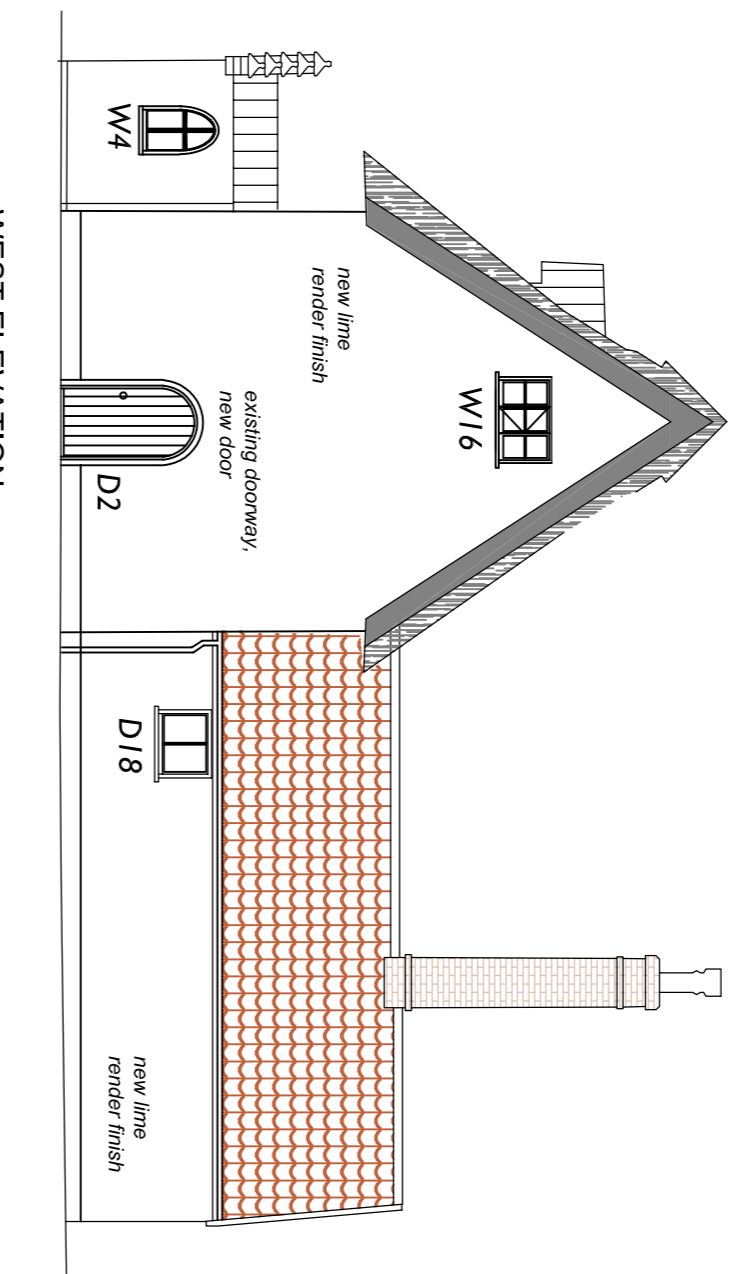 W16
new lime
render finish
existing doorway,
new door
W4
D2
D18
new lime
render finish